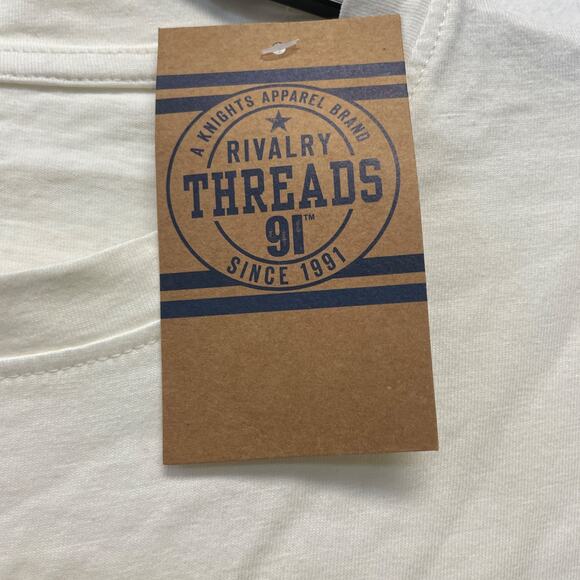 A KNIGHTS APPAREL BRAND
RIVALRY
THREADS
91™
SINCE 1991